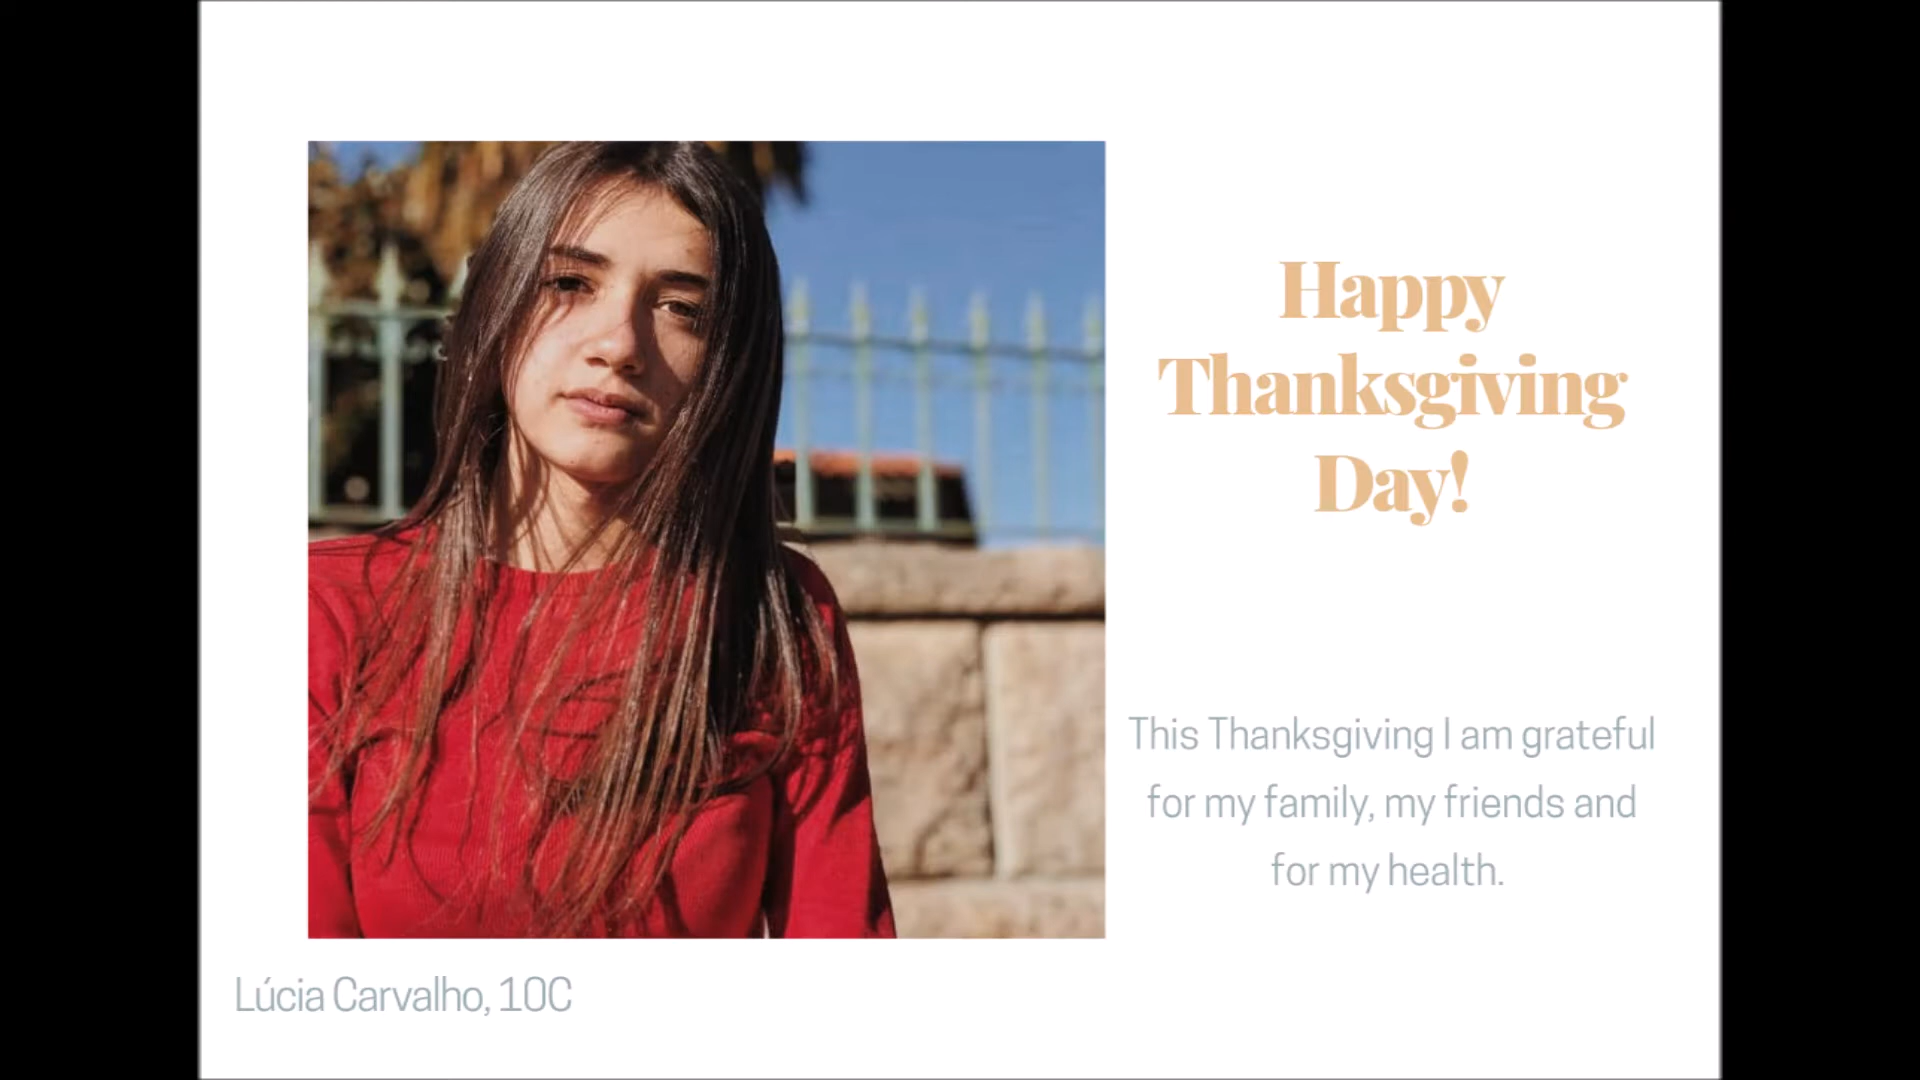 Happy
Thanksgiving
Day!
This Thanksgiving I am grateful
for my family, my friends and
for my health.
Lúcia Carvalho, 10C